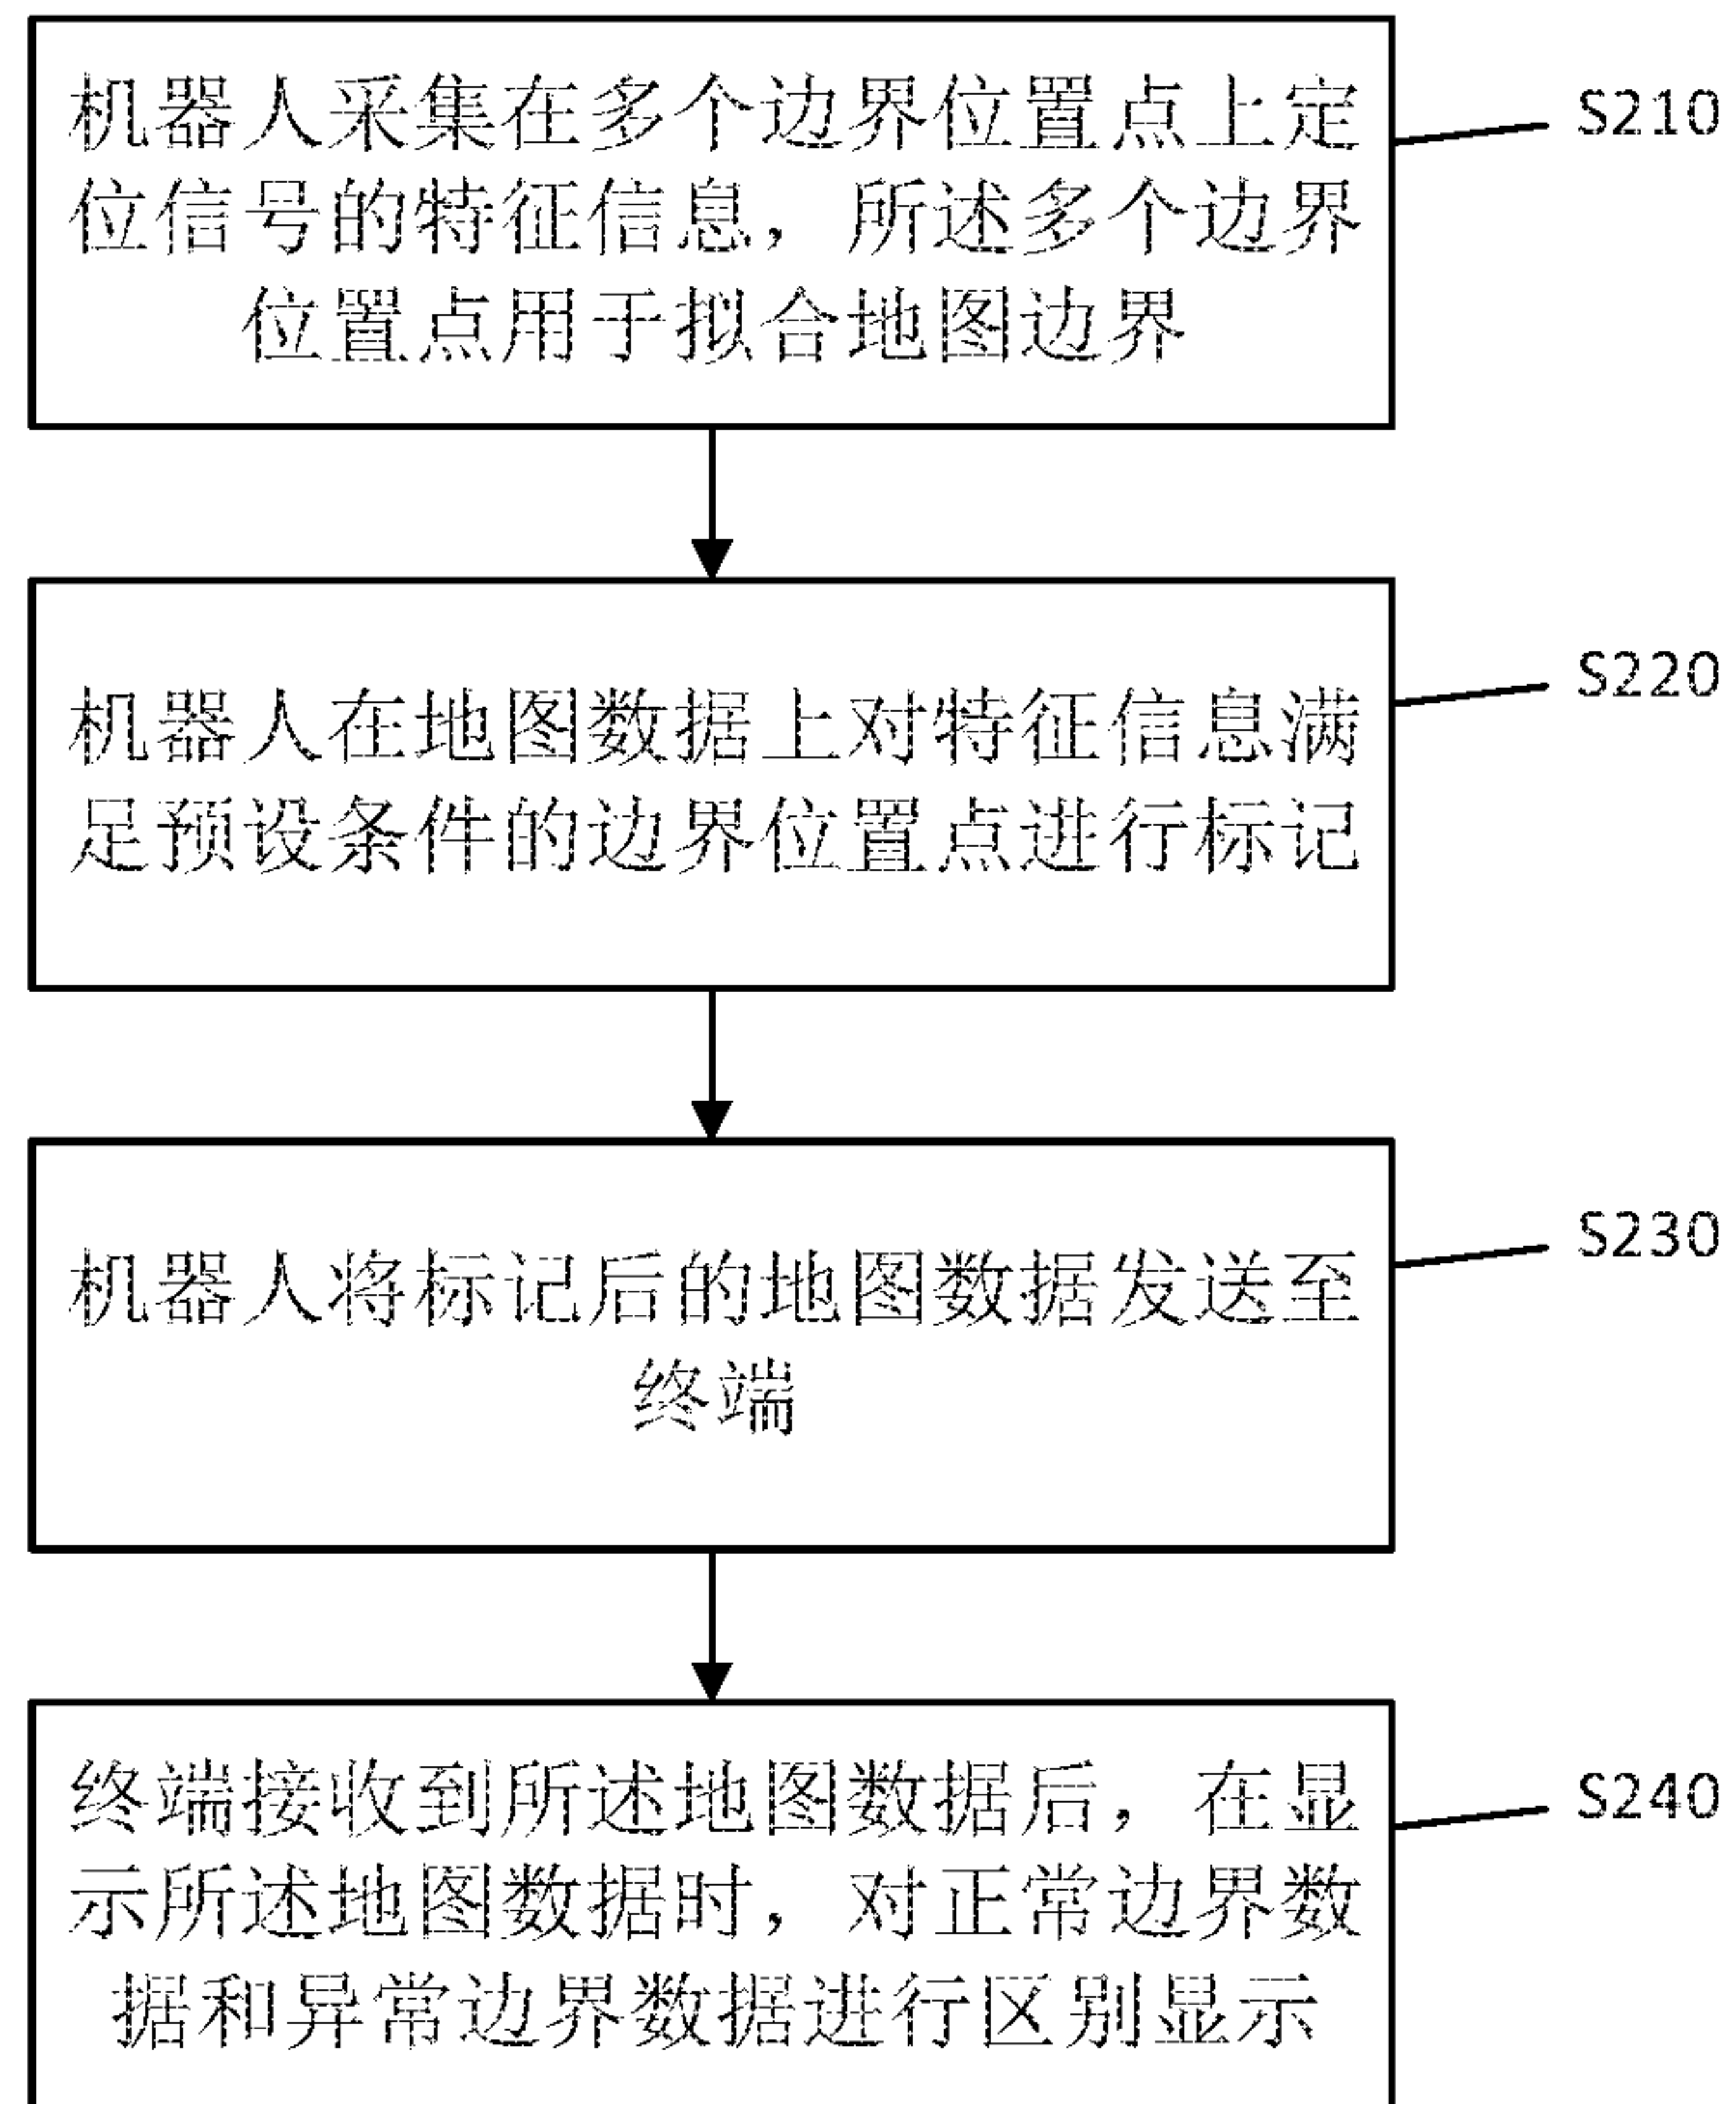 机器人采集在多个边界位置点上定
位信号的特征信息，所述多个边界
位置点用于拟合地图边界
S210
机器人在地图数据上对特征信息满
足预设条件的边界位置点进行标记
S220
机器人将标记后的地图数据发送至
终端
S230
终端接收到所述地图数据后，在显
示所述地图数据时，对正常边界数
据和异常边界数据进行区别显示
S240